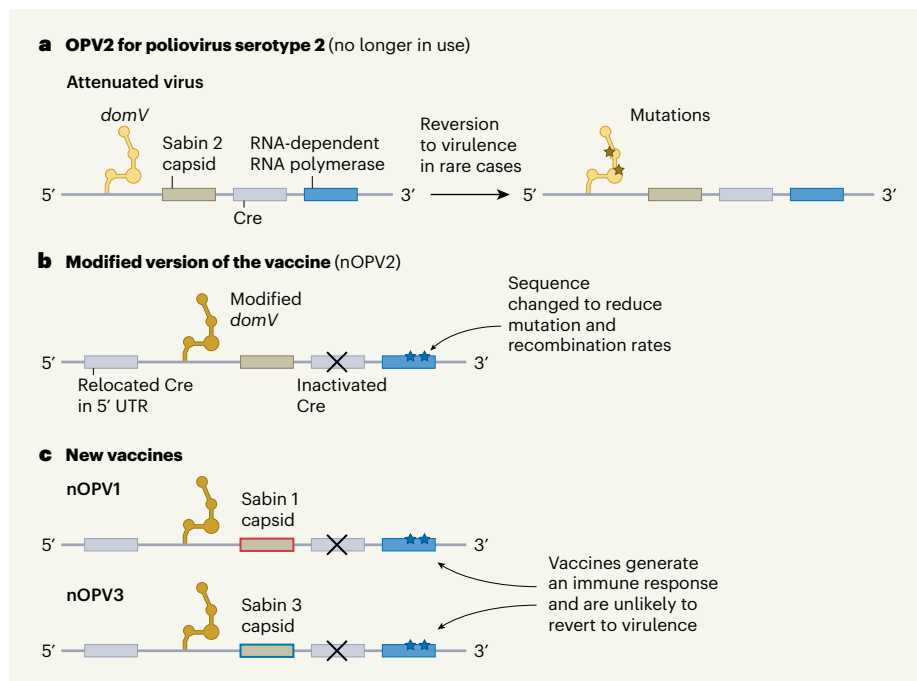 a OPV2 for poliovirus serotype 2 (no longer in use)
Attenuated virus
domV
Sabin 2
capsid
RNA-dependent
RNA polymerase
Cre
5′
3′
Reversion
to virulence
in rare cases
Mutations
5′
3′
b Modified version of the vaccine (nOPV2)
Modified
domV
Sequence
changed to reduce
mutation and
recombination rates
5′
3′
Relocated Cre
in 5′ UTR
Inactivated
Cre
c New vaccines
nOPV1
Sabin 1
capsid
5′
3′
nOPV3
Sabin 3
capsid
5′
3′
Vaccines generate
an immune response
and are unlikely to
revert to virulence